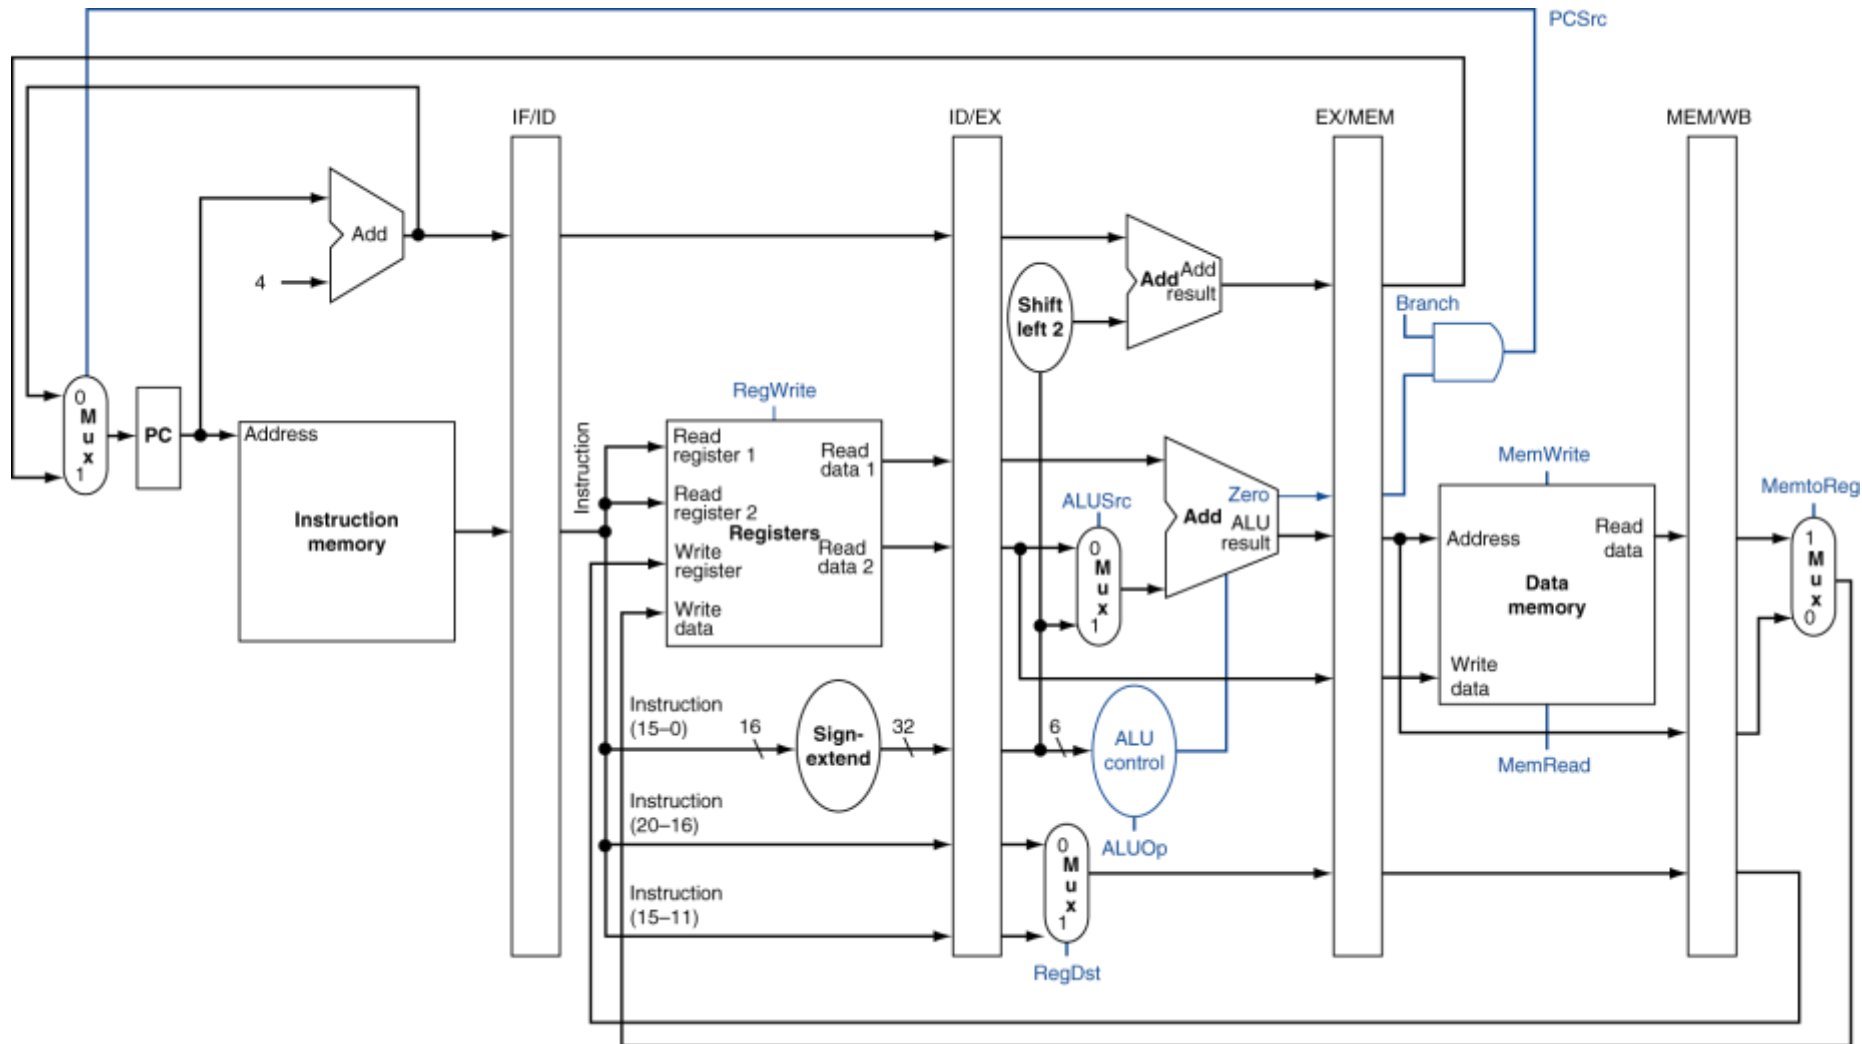 PCSrc
IF/ID
ID/EX
EX/MEM
MEM/WB
Add
4
Shift
left 2
Add
Add
result
Branch
0
M
u
x
1
PC
Address
Instruction
memory
Instruction
RegWrite
Read
register 1
Read
register 2
Write
register
Write
data
Registers
Read
data 1
Read
data 2
ALUSrc
0
M
u
x
1
Add
Zero
ALU
result
MemWrite
Address
Read
data
Data
memory
Write
data
MemRead
MemtoReg
1
M
u
x
0
Instruction
(15–0)
16
Sign-
extend
32
6
ALU
control
ALUOp
Instruction
(20–16)
Instruction
(15–11)
0
M
u
x
1
RegDst